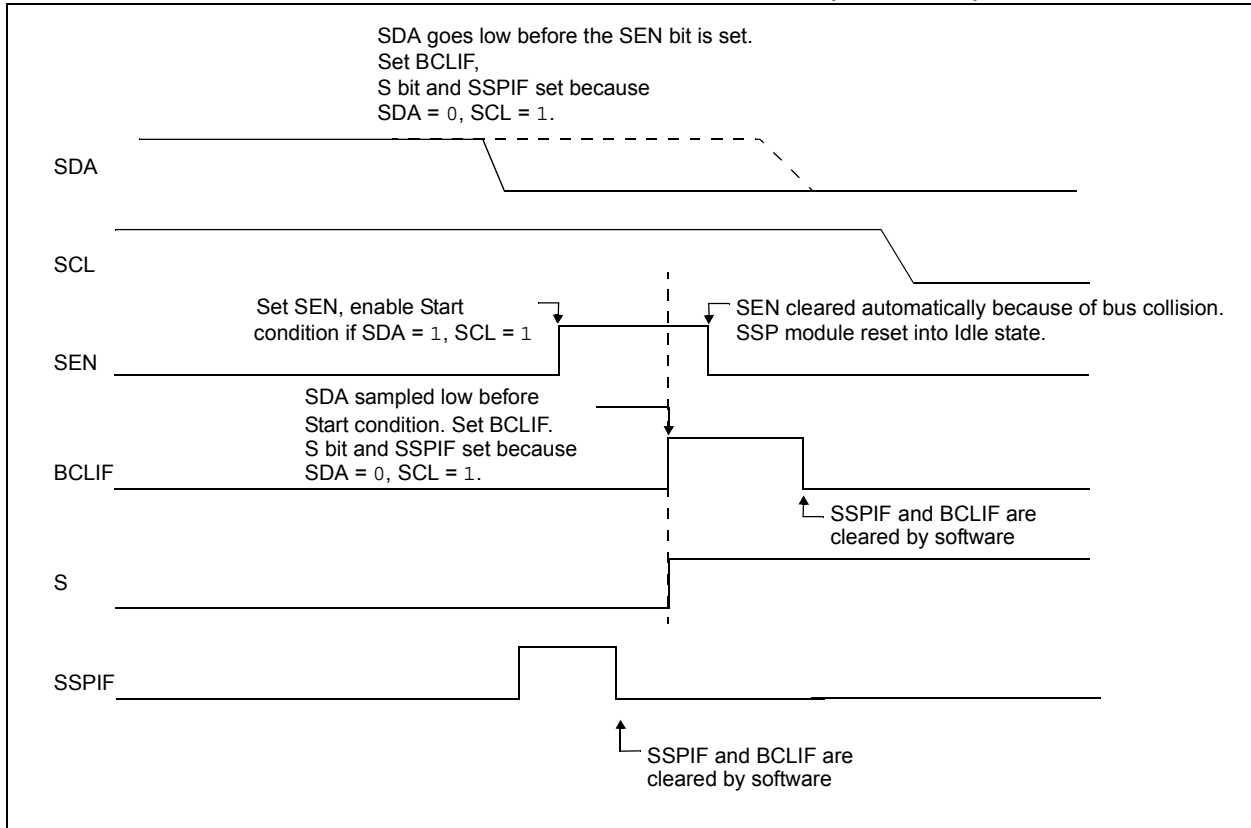 SDA goes low before the SEN bit is set.
Set BCLIF,
S bit and SSPIF set because
SDA = 0, SCL = 1.
SDA
SCL
Set SEN, enable Start
condition if SDA = 1, SCL = 1
SEN cleared automatically because of bus collision.
SSP module reset into Idle state.
SEN
SDA sampled low before
Start condition. Set BCLIF.
S bit and SSPIF set because
SDA = 0, SCL = 1.
BCLIF
SSPIF and BCLIF are
cleared by software
S
SSPIF
SSPIF and BCLIF are
cleared by software